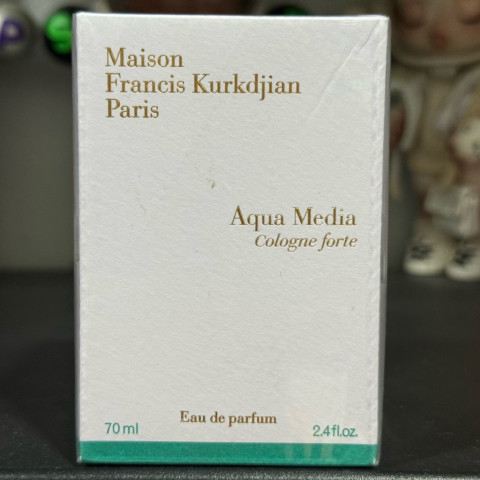 Maison
Francis Kurkdjian
Paris
Aqua Media
Cologne forte
Eau de parfum
70 ml 2.4 fl.oz.